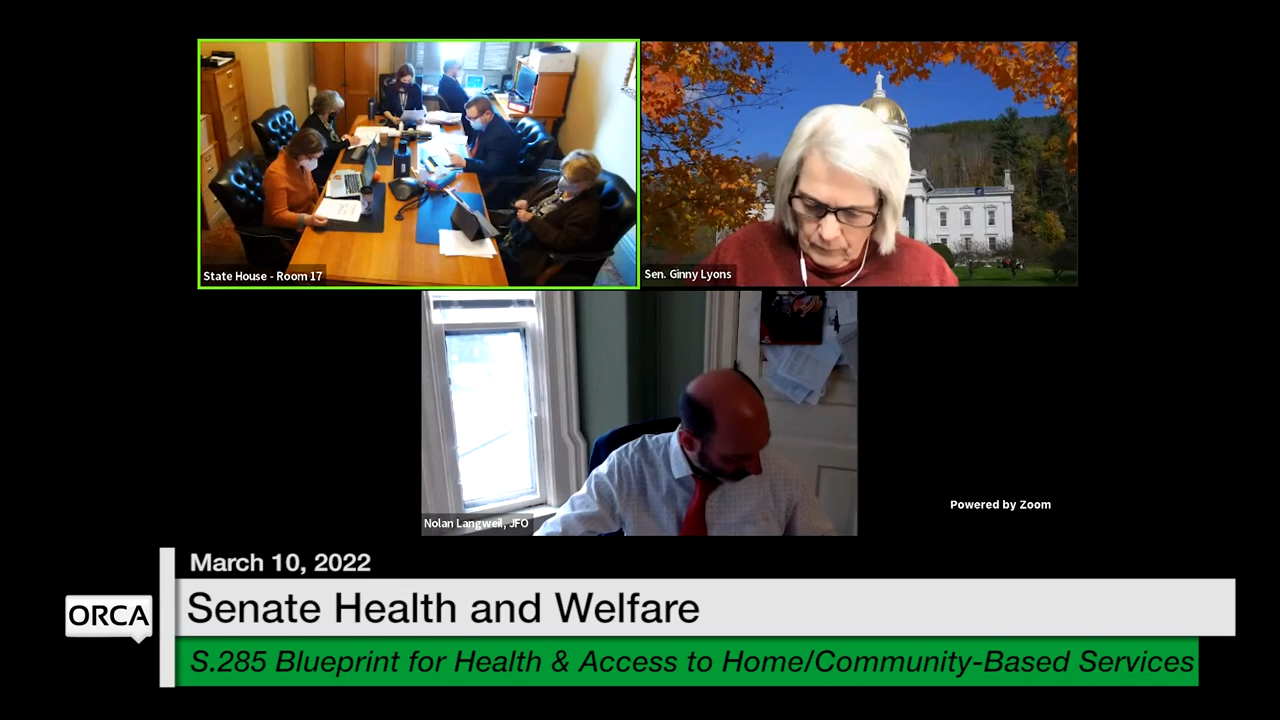 State House - Room 17
Sen. Ginny Lyons
Nolan Langweil, JFO
Powered by Zoom
March 10, 2022
ORCA
Senate Health and Welfare
S.285 Blueprint for Health & Access to Home/Community-Based Services